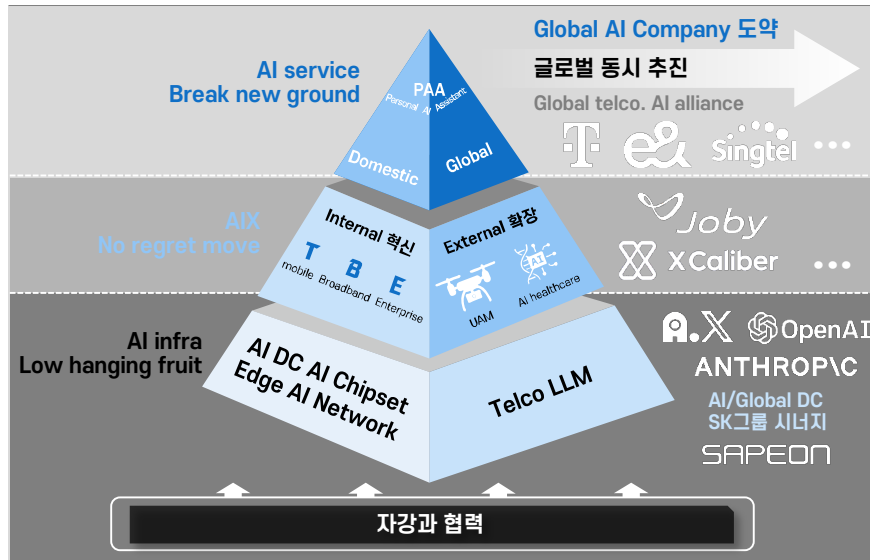 Global AI Company 도약
글로벌 동시 추진
Global telco. AI alliance
T e& Singtel •••
AI service
Break new ground
PAA
Personal AI Assistant
Domestic
Global
AIX
No regret move
Internal 혁신
T
mobile
B
Broadband
E
Enterprise
External 확장
UAM
AI
AI healthcare
Joby
XCaliber •••
AI infra
Low hanging fruit
AI DC AI Chipset
Edge AI Network
Telco LLM
A.X OpenAI
ANTHROP\C
AI/Global DC
SK그룹 시너지
SAPEON
자강과 협력